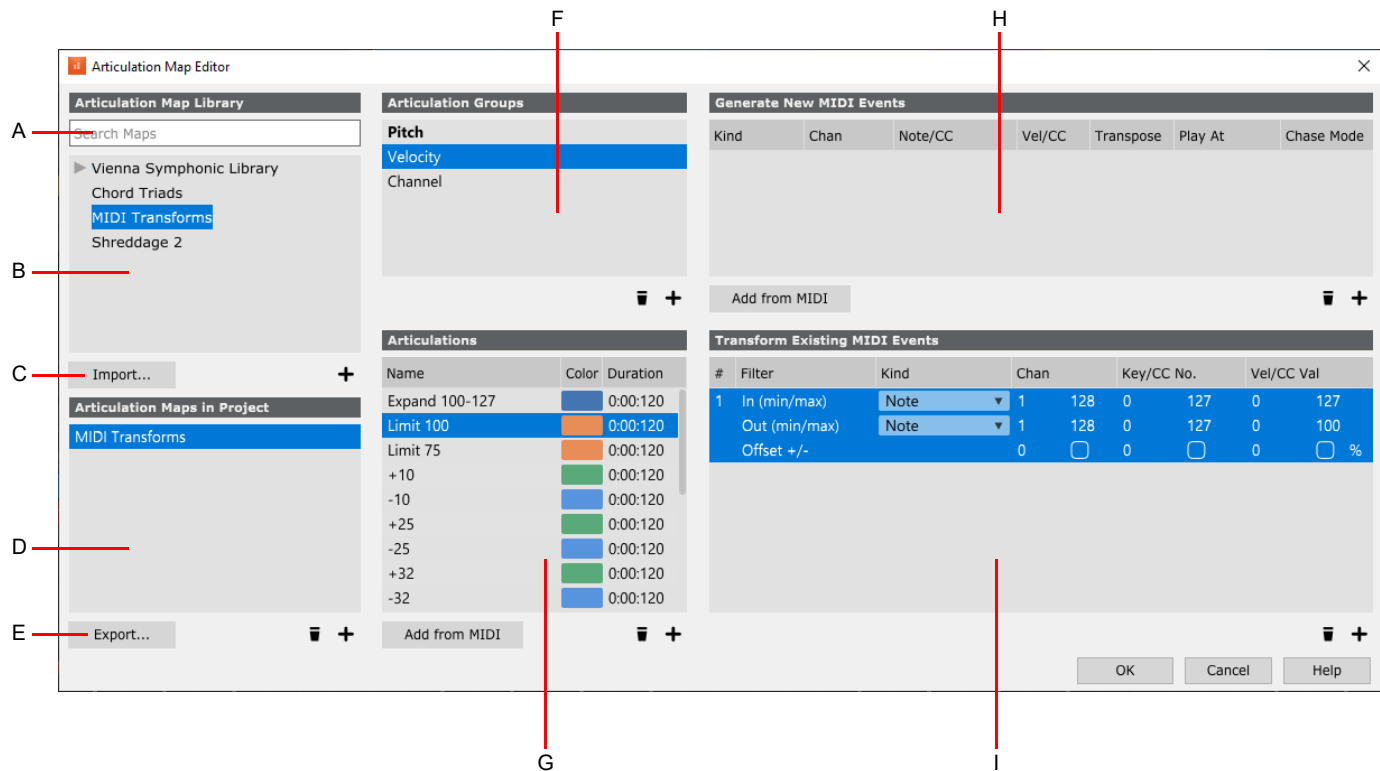 F
H
Articulation Map Editor
Articulation Map Library
Articulation Groups
Generate New MIDI Events
A
Search Maps
Pitch
Velocity
Channel
Kind Chan Note/CC Vel/CC Transpose Play At Chase Mode
Vienna Symphonic Library
Chord Triads
MIDI Transforms
Shreddage 2
B
Add from MIDI
Articulations
Transform Existing MIDI Events
C
Import...
Articulation Maps in Project
MIDI Transforms
Name Color Duration
Expand 100-127 0:00:120
Limit 100 0:00:120
Limit 75 0:00:120
+10 0:00:120
-10 0:00:120
+25 0:00:120
-25 0:00:120
+32 0:00:120
-32 0:00:120
# Filter Kind Chan Key/CC No. Vel/CC Val
1 In (min/max) Note 1 128 0 127 0 127
Out (min/max) Note 1 128 0 127 0 100
Offset +/- 0 0 0 %
D
E
Export...
Add from MIDI
OK Cancel Help
G
I